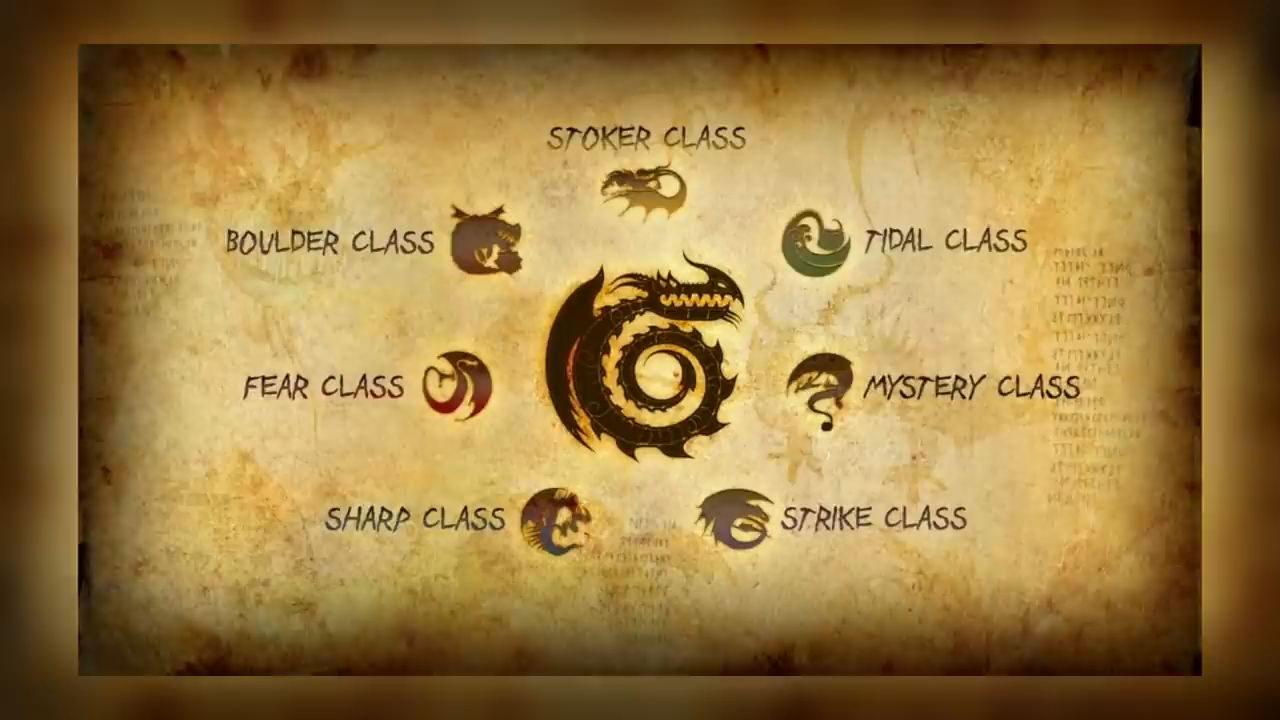 STOKER CLASS
BOULDER CLASS
TIDAL CLASS
FEAR CLASS
MYSTERY CLASS
SHARP CLASS
STRIKE CLASS